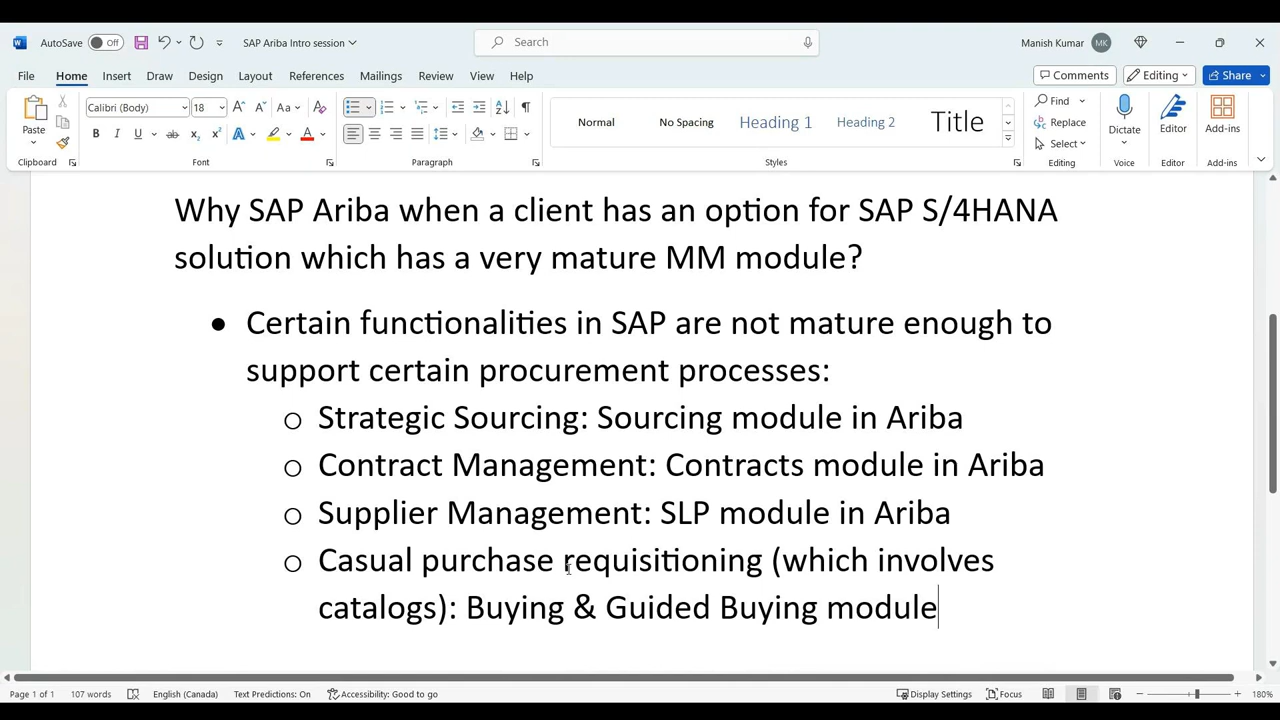 AutoSave Off SAP Ariba Intro session Search Manish Kumar MK
File Home Insert Draw Design Layout References Mailings Review View Help Comments Editing Share
Paste Calibri (Body) 18 Aa Normal No Spacing Heading 1 Heading 2 Title Find Replace Select Dictate Editor Add-ins
Clipboard Font Paragraph Styles Editing Voice Editor Add-ins
Why SAP Ariba when a client has an option for SAP S/4HANA
solution which has a very mature MM module?
● Certain functionalities in SAP are not mature enough to
support certain procurement processes:
o Strategic Sourcing: Sourcing module in Ariba
o Contract Management: Contracts module in Ariba
o Supplier Management: SLP module in Ariba
o Casual purchase requisitioning (which involves
catalogs): Buying & Guided Buying module
Page 1 of 1 107 words English (Canada) Text Predictions: On Accessibility: Good to go Display Settings Focus 180%